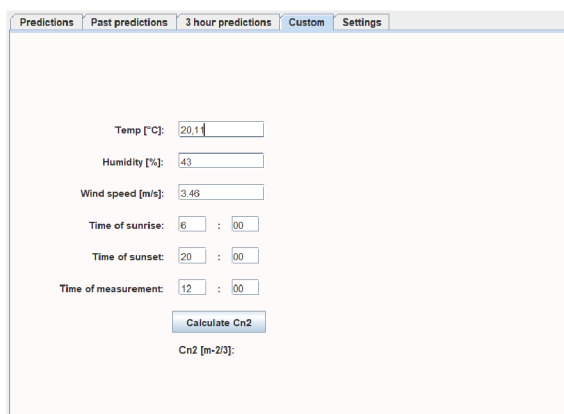 Predictions Past predictions 3 hour predictions Custom Settings
Temp [°C]: 20,11
Humidity [%]: 43
Wind speed [m/s]: 3.46
Time of sunrise: 6 : 00
Time of sunset: 20 : 00
Time of measurement: 12 : 00
Calculate Cn2
Cn2 [m-2/3]: